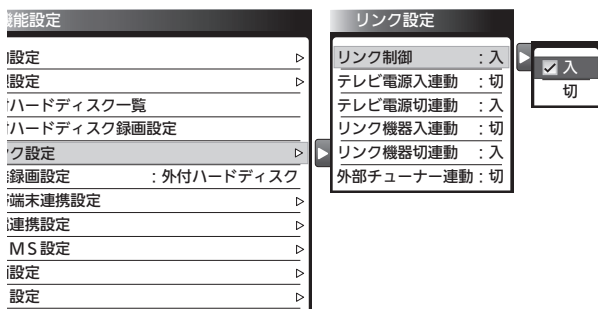 機能設定
設定
設定
ハードディスク一覧
ハードディスク録画設定
ンク設定
録画設定 :外付ハードディスク
端末連携設定
連携設定
MS設定
設定
設定
リンク設定
リンク制御 :入
テレビ電源入連動 :切
テレビ電源切連動 :入
リンク機器入連動 :切
リンク機器切連動 :入
外部チューナー連動:切
入
切